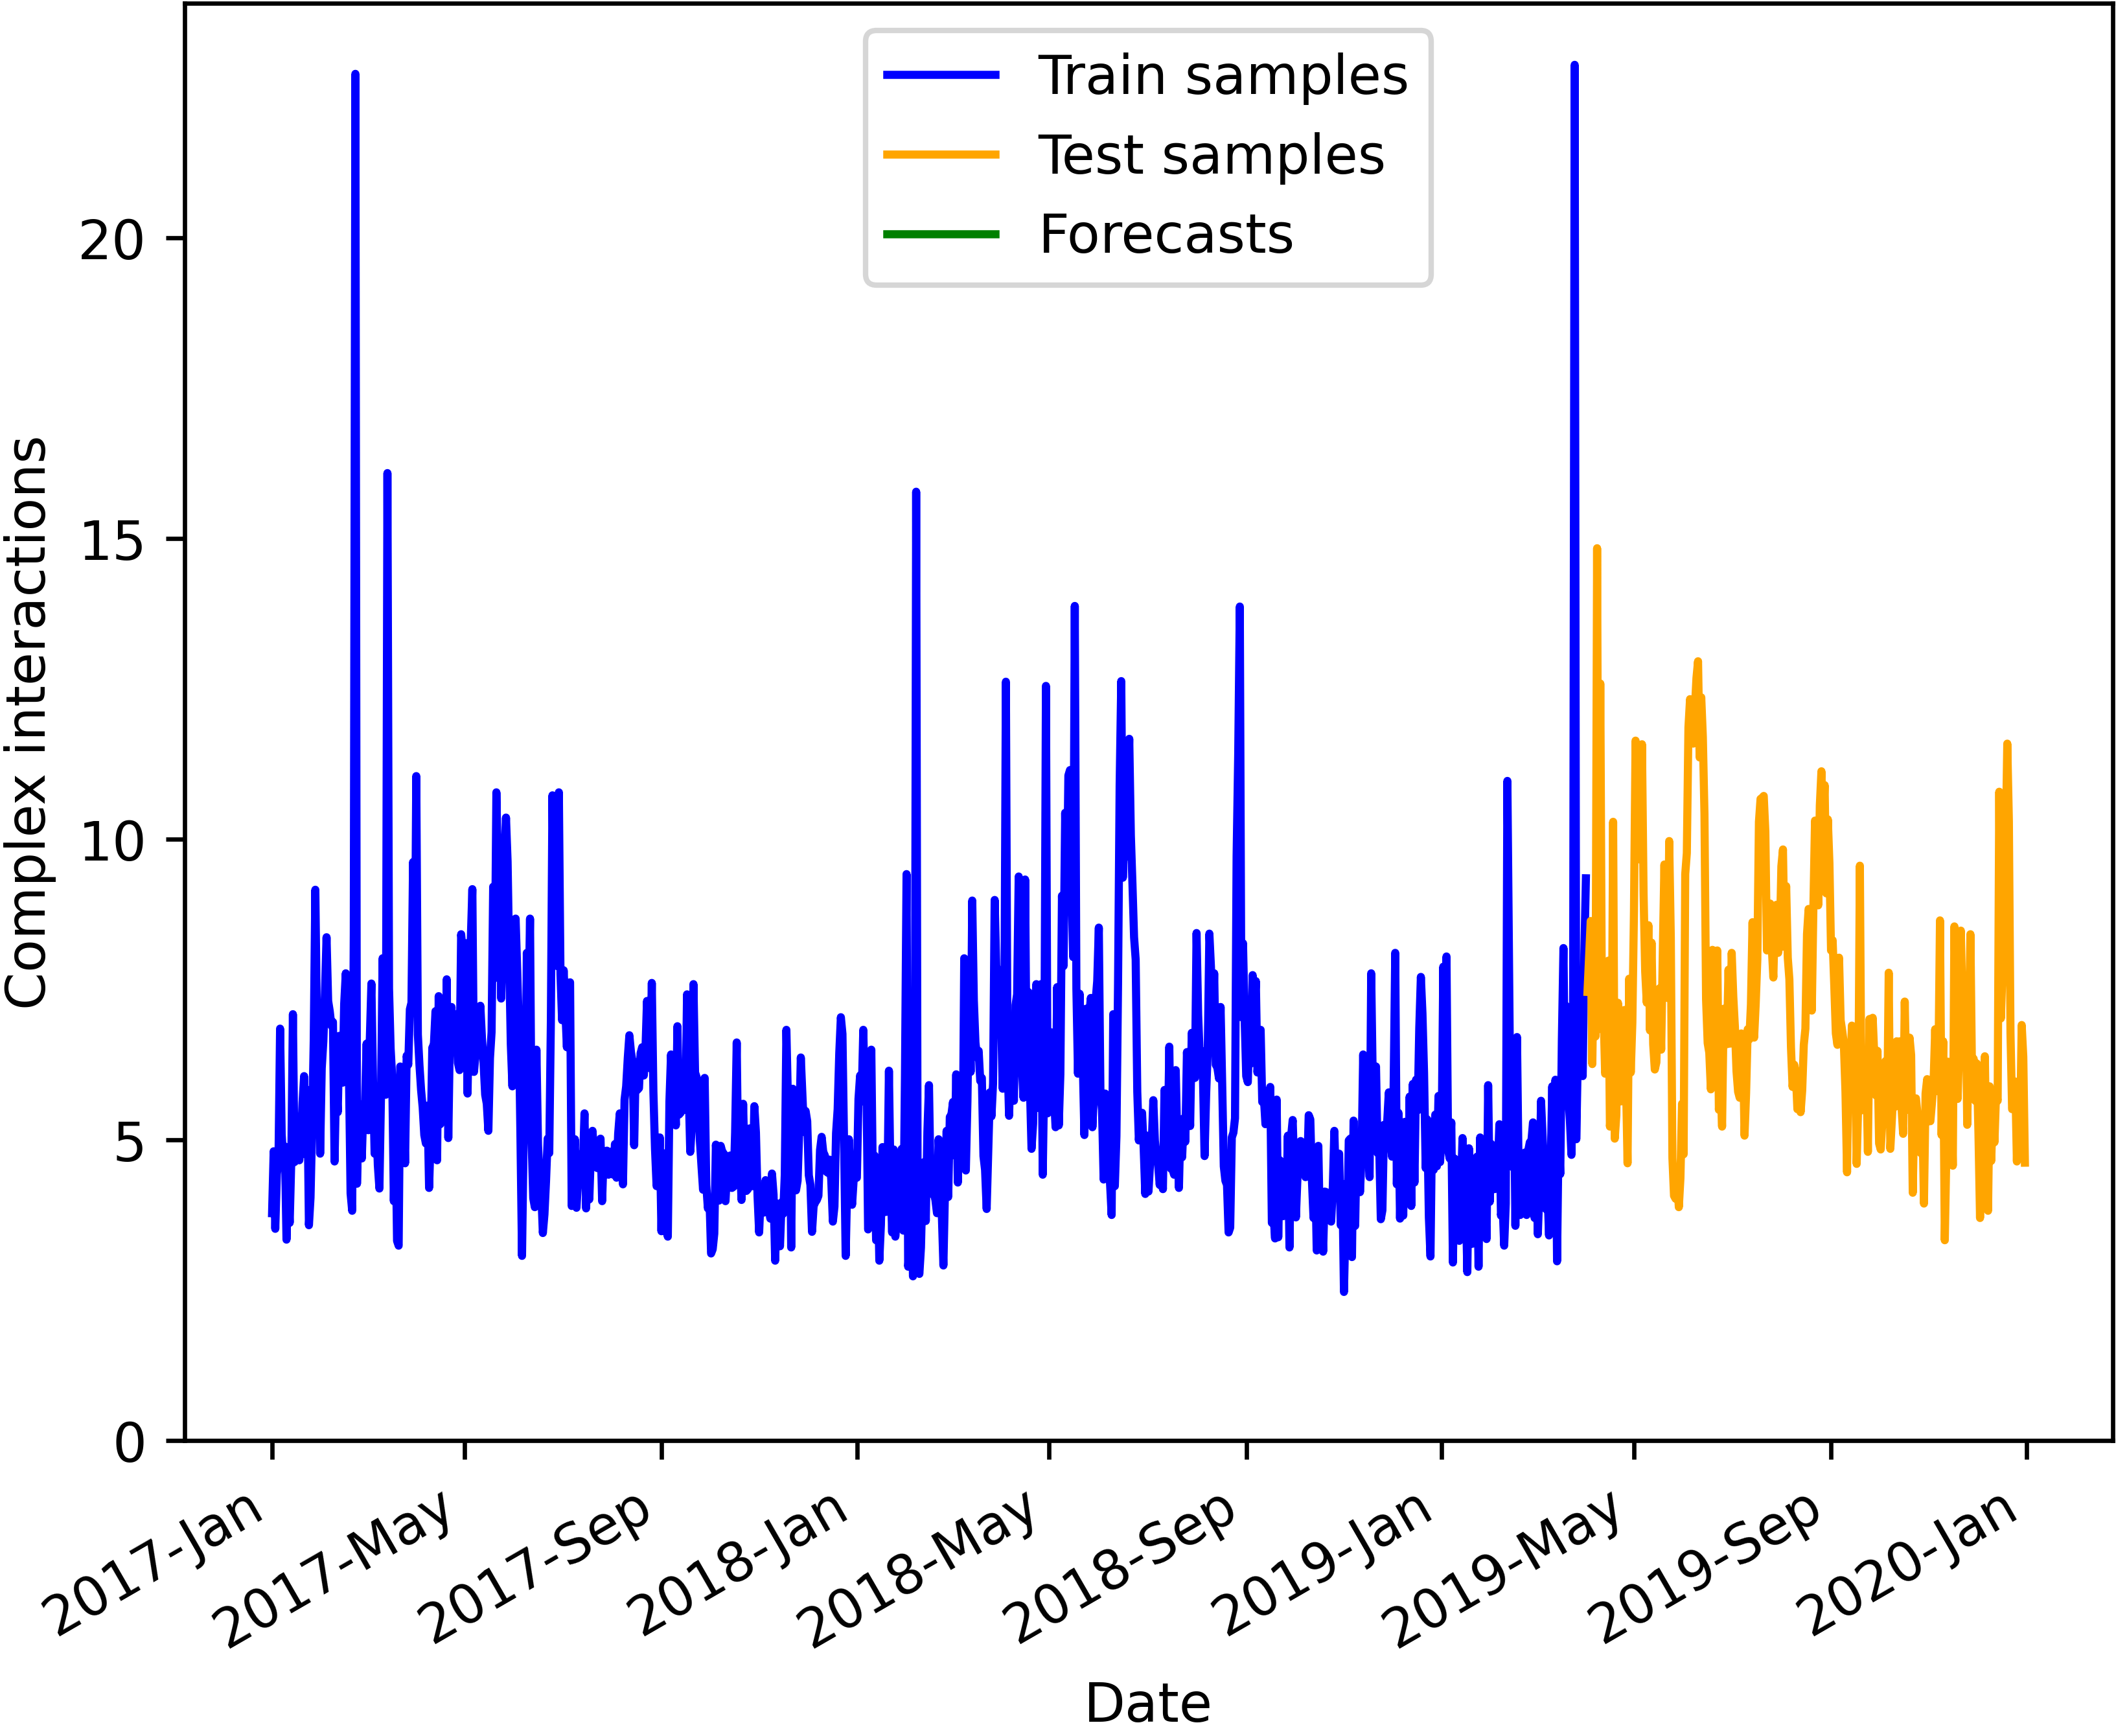 Train samples
Test samples
Forecasts
20
15
10
5
0
Complex interactions
2017-Jan
2017-May
2017-Sep
2018-Jan
2018-May
2018-Sep
2019-Jan
2019-May
2019-Sep
2020-Jan
Date